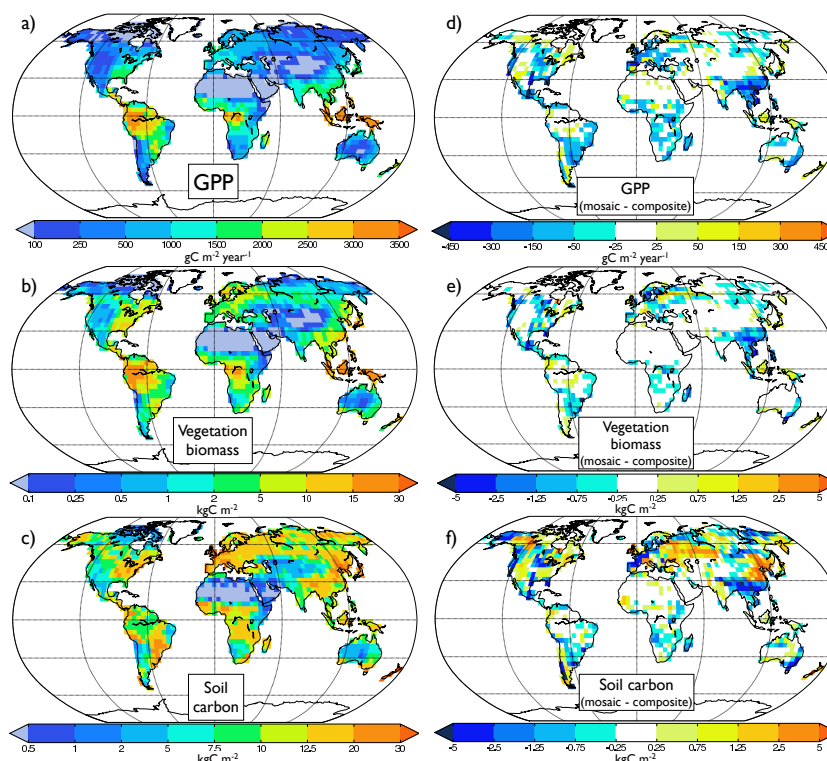 a)
GPP
100 250 500 1000 1500 2000 2500 3000 3500
gC m-2 year-1
d)
GPP
(mosaic - composite)
-450 -300 -150 -50 -25 25 50 150 300 450
gC m-2 year-1
b)
Vegetation
biomass
0.1 0.25 0.5 1 2 5 10 15 30
kgC m-2
e)
Vegetation
biomass
(mosaic - composite)
-5 -2.5 -1.25 -0.75 -0.25 0.25 0.75 1.25 2.5 5
kgC m-2
c)
Soil
carbon
0.5 1 2 5 7.5 10 12.5 20 30
kgC m-2
f)
Soil carbon
(mosaic - composite)
-5 -2.5 -1.25 -0.75 -0.25 0.25 0.75 1.25 2.5 5
kgC m-2